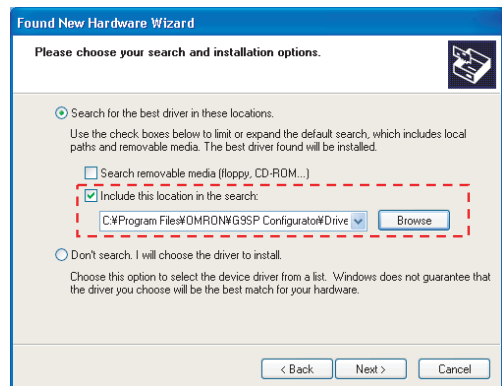 Found New Hardware Wizard
Please choose your search and installation options.
Search for the best driver in these locations.
Use the check boxes below to limit or expand the default search, which includes local
paths and removable media. The best driver found will be installed.
Search removable media (floppy, CD-ROM...)
Include this location in the search:
C:¥Program Files¥OMRON¥G9SP Configurator¥Drive
Browse
Don't search. I will choose the driver to install.
Choose this option to select the device driver from a list. Windows does not guarantee that
the driver you choose will be the best match for your hardware.
< Back Next > Cancel